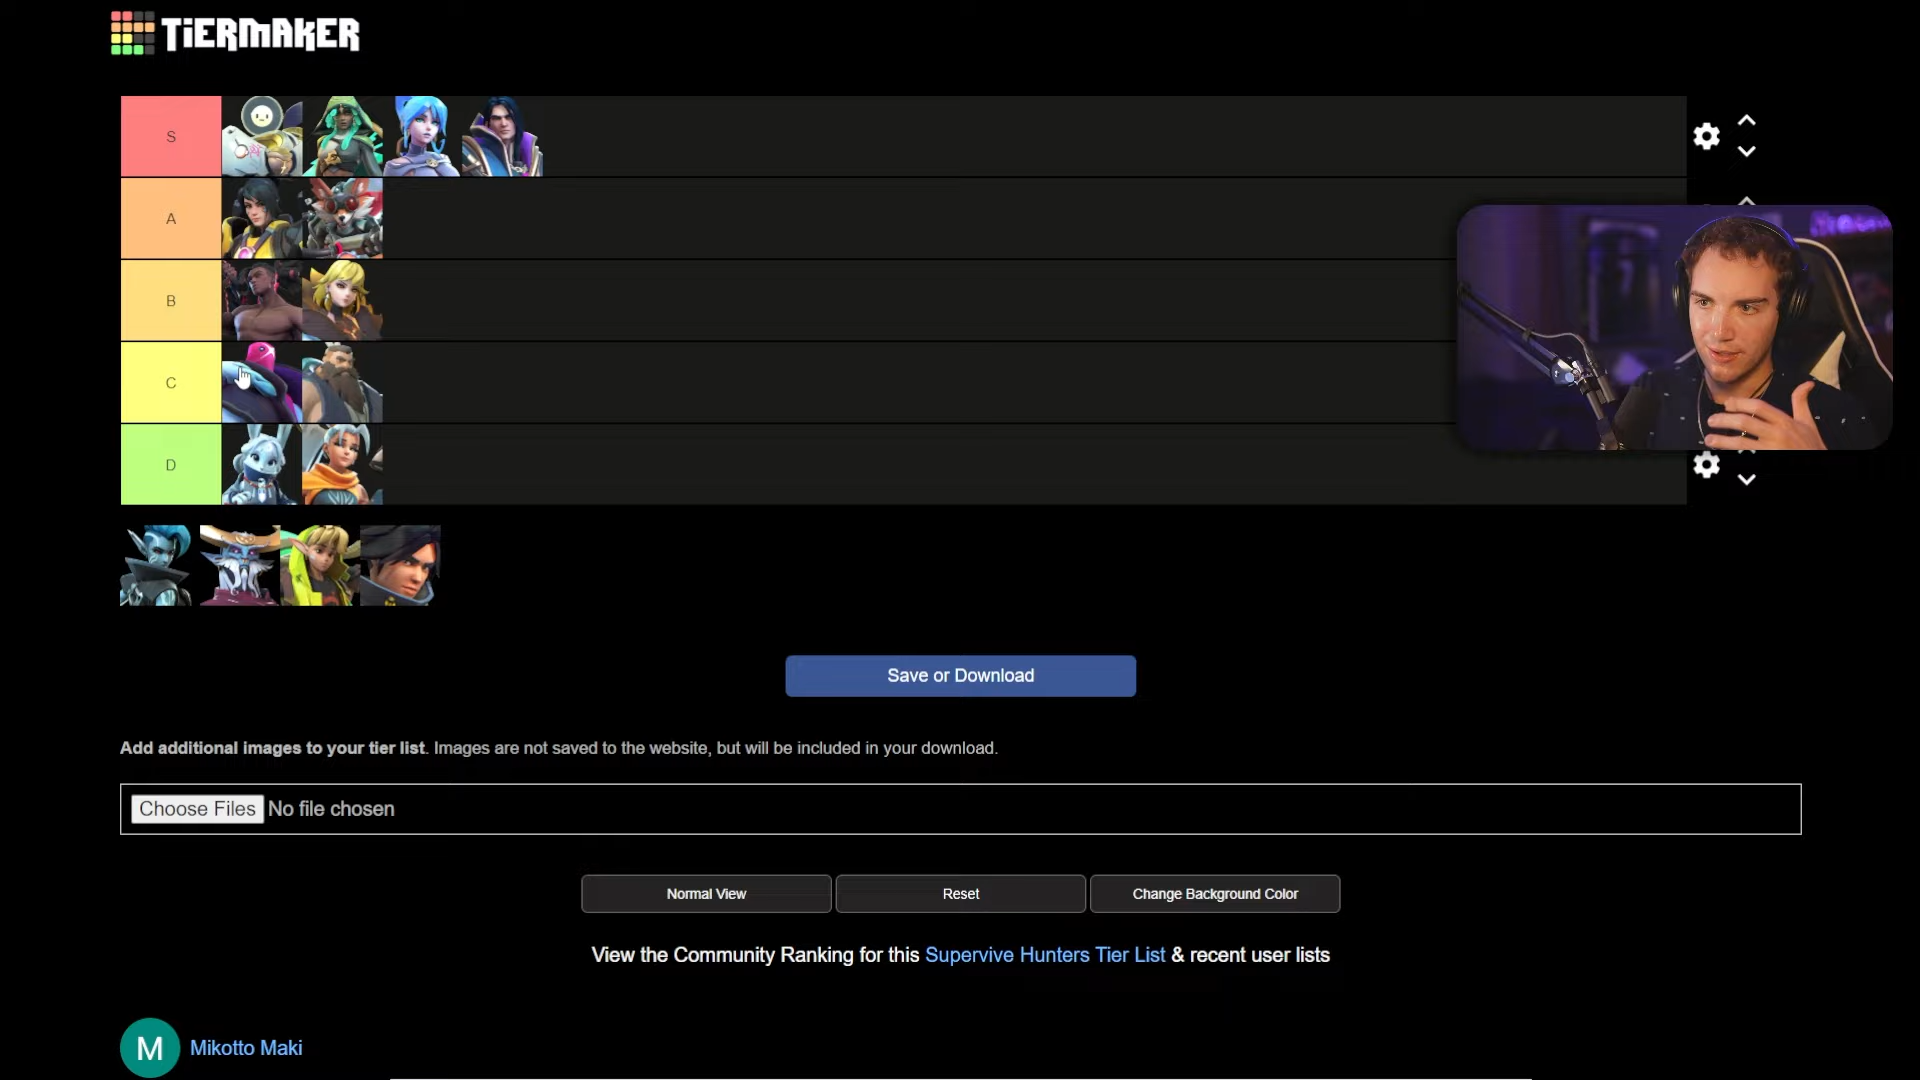 TiERMAKER
S
A
B
C
D
Save or Download
Add additional images to your tier list. Images are not saved to the website, but will be included in your download.
Choose Files No file chosen
Normal View
Reset
Change Background Color
View the Community Ranking for this Supervive Hunters Tier List & recent user lists
M
Mikotto Maki